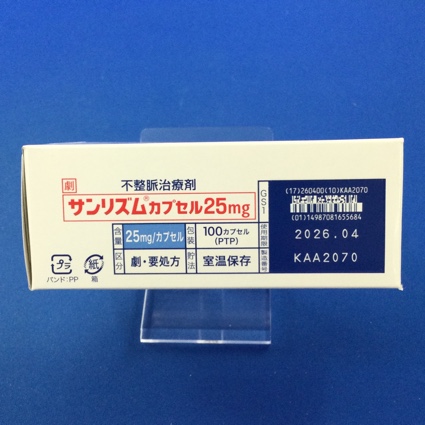 劇
不整脈治療剤
サンリズム®カプセル25mg
含量 25mg/カプセル 包装 100カプセル(PTP)
区分 劇・要処方 貯法 室温保存
プラ
バンド:PP
紙
箱
GS1
(17)260400(10)KAA2070
(01)14987081655684
使用期限 2026.04
製造番号 KAA2070